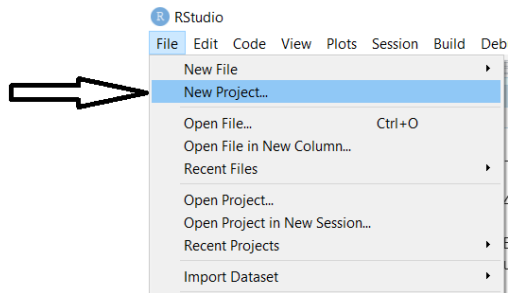 R RStudio
File Edit Code View Plots Session Build Deb
New File
New Project...
Open File... Ctrl+O
Open File in New Column...
Recent Files
Open Project...
Open Project in New Session...
Recent Projects
Import Dataset